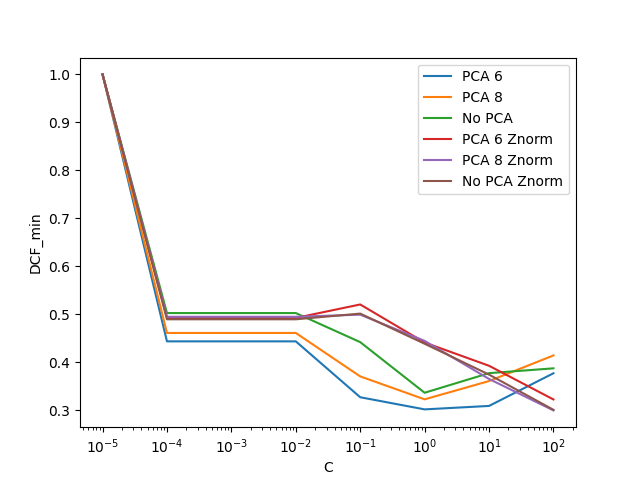 PCA 6
PCA 8
No PCA
PCA 6 Znorm
PCA 8 Znorm
No PCA Znorm
1.0
0.9
0.8
0.7
0.6
0.5
0.4
0.3
DCF_min
10⁻⁵ 10⁻⁴ 10⁻³ 10⁻² 10⁻¹ 10⁰ 10¹ 10²
C